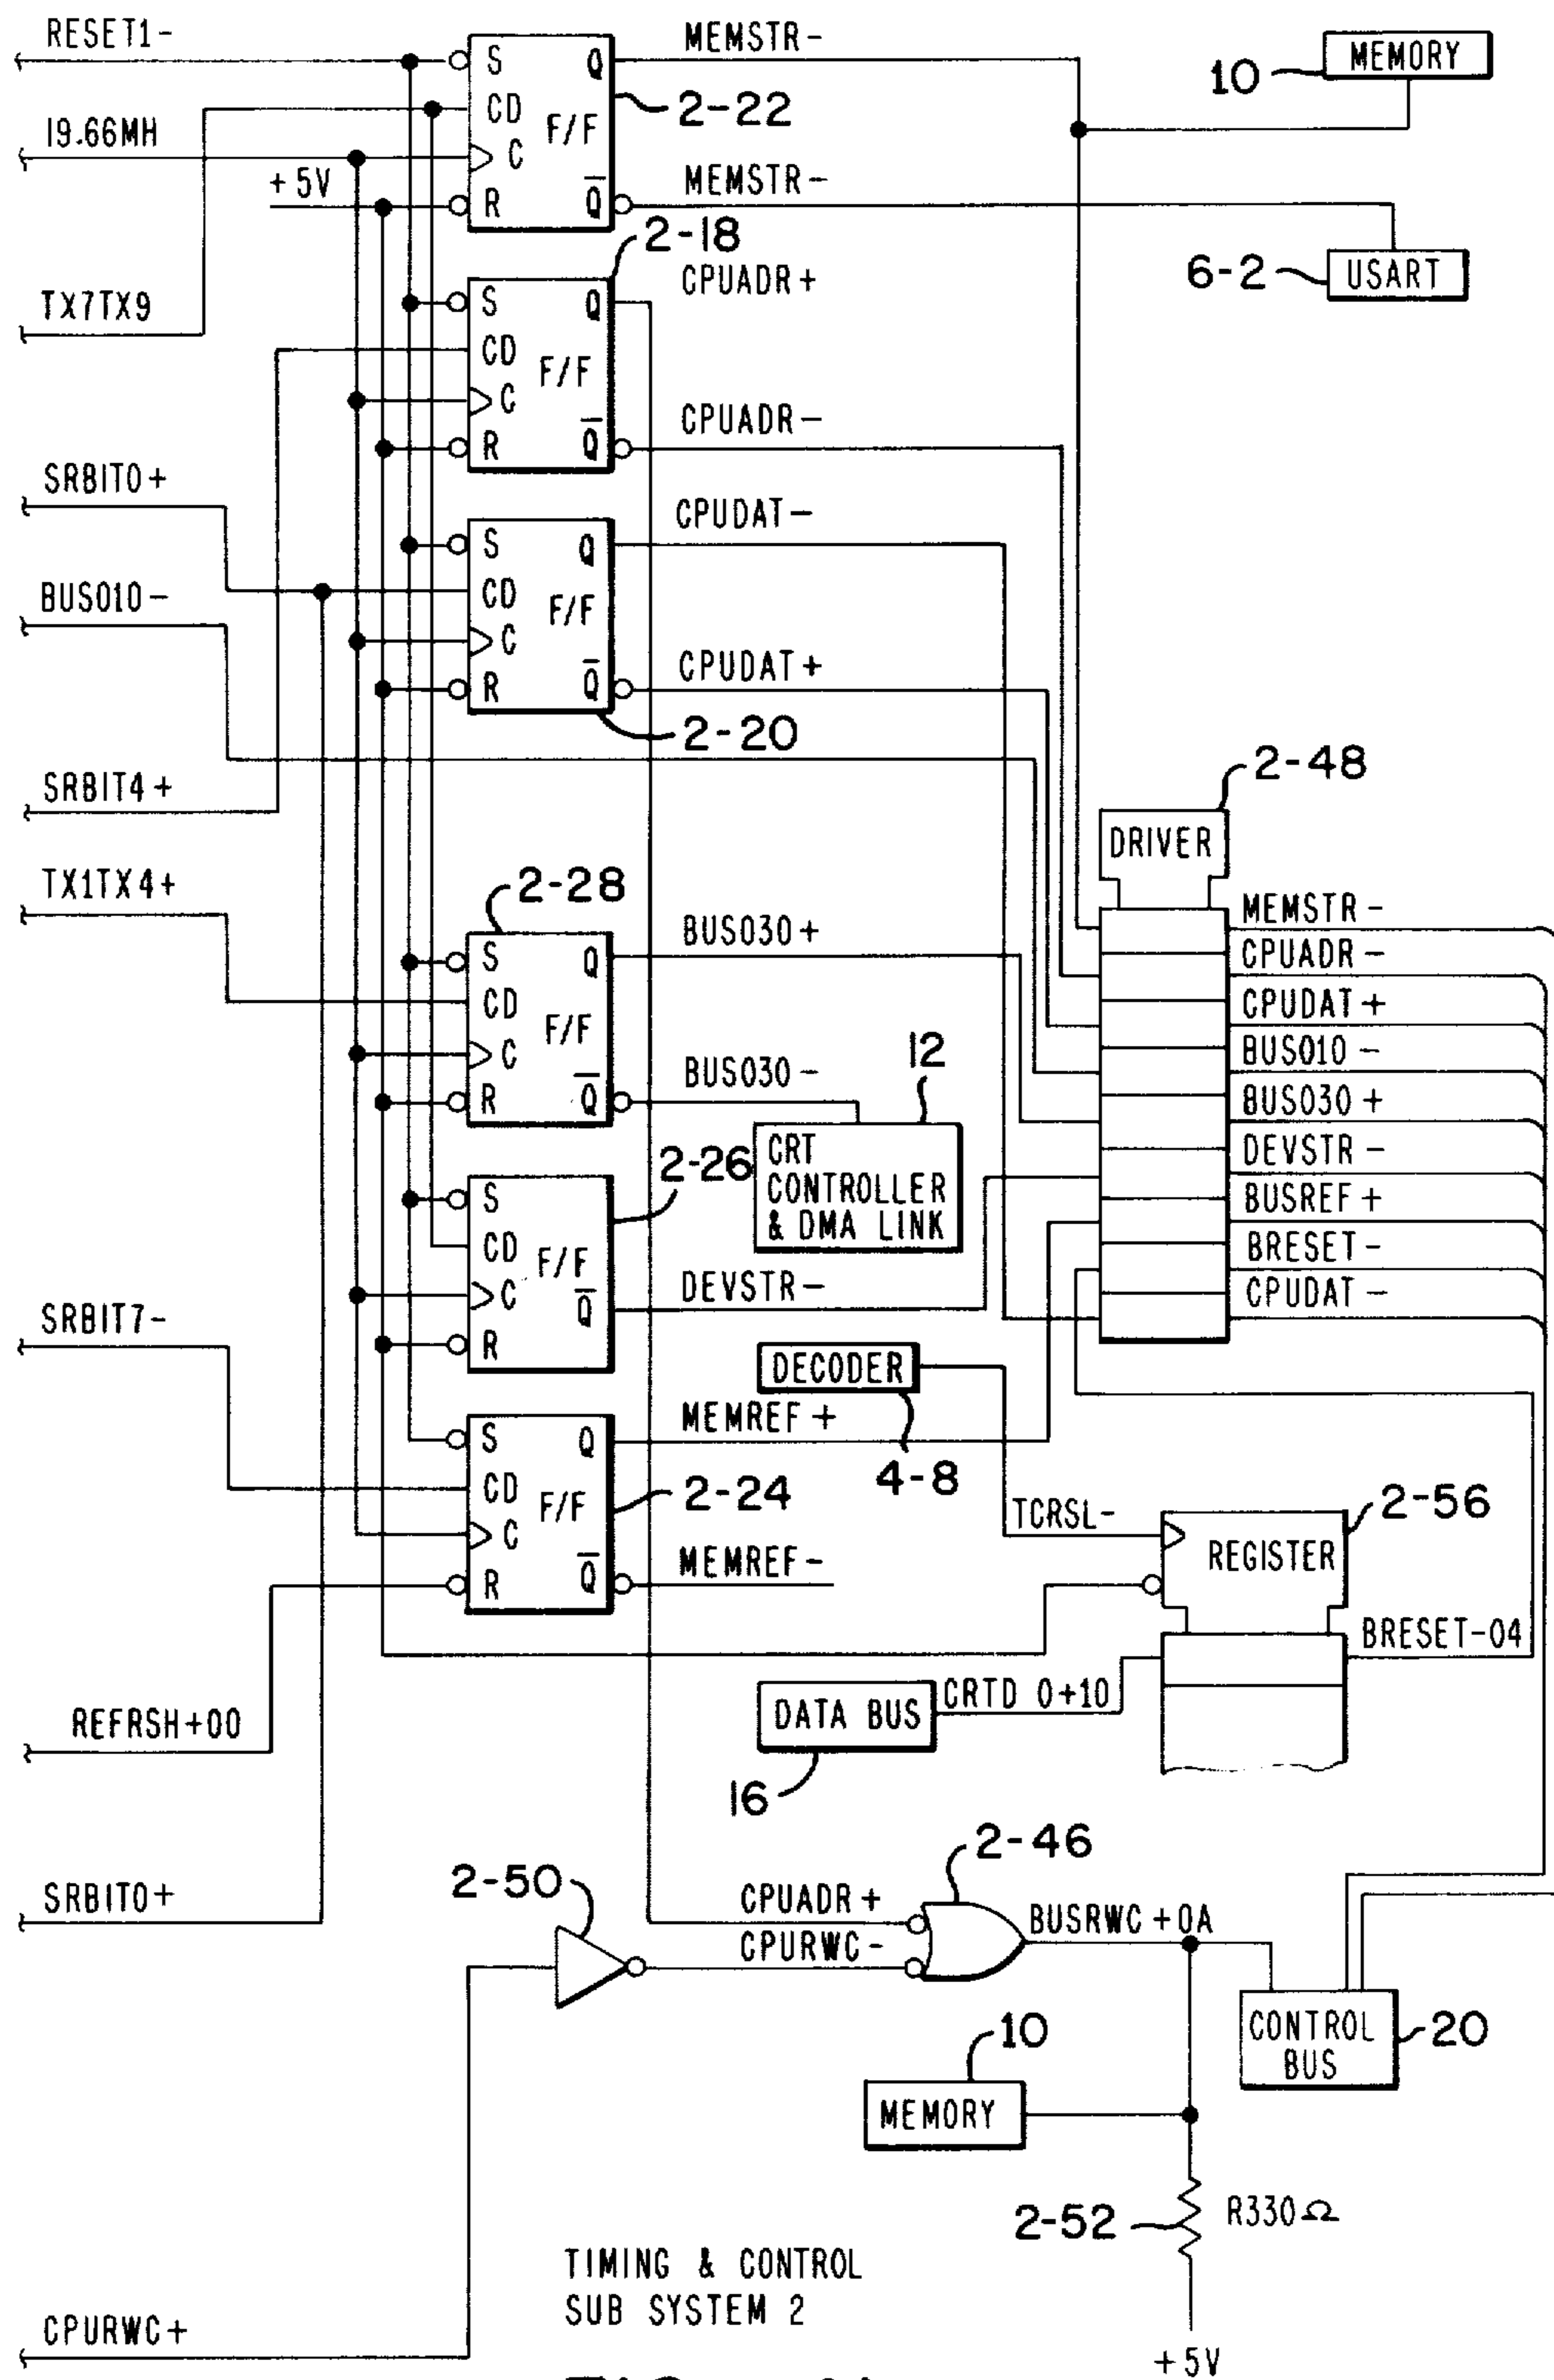 RESET1-
19.66MH
+5V
TX7TX9
SRBIT0+
BUS010-
SRBIT4+
TX1TX4+
SRBIT7-
REFRSH+00
SRBIT0+
CPURWC+
S Q
CD
F/F
C
R Q
2-22
MEMSTR-
MEMSTR-
10
MEMORY
6-2
USART
2-18
S Q
CD
F/F
C
R Q
CPUADR+
CPUADR-
S Q
CD
F/F
C
R Q
2-20
CPUDAT-
CPUDAT+
2-28
S Q
CD
F/F
C
R Q
BUS030+
BUS030-
12
CRT
CONTROLLER
& DMA LINK
2-26
S
CD
F/F
C Q
R
DEVSTR-
S Q
CD
F/F
C
R Q
2-24
MEMREF+
MEMREF-
DECODER
4-8
2-48
DRIVER
MEMSTR-
CPUADR-
CPUDAT+
BUS010-
BUS030+
DEVSTR-
BUSREF+
BRESET-
CPUDAT-
TCRSL-
2-56
REGISTER
BRESET-04
DATA BUS
CRTD 0+10
16
2-50
CPUADR+
CPURWC-
2-46
BUSRWC+0A
CONTROL
BUS
20
10
MEMORY
2-52
R330Ω
+5V
TIMING & CONTROL
SUB SYSTEM 2